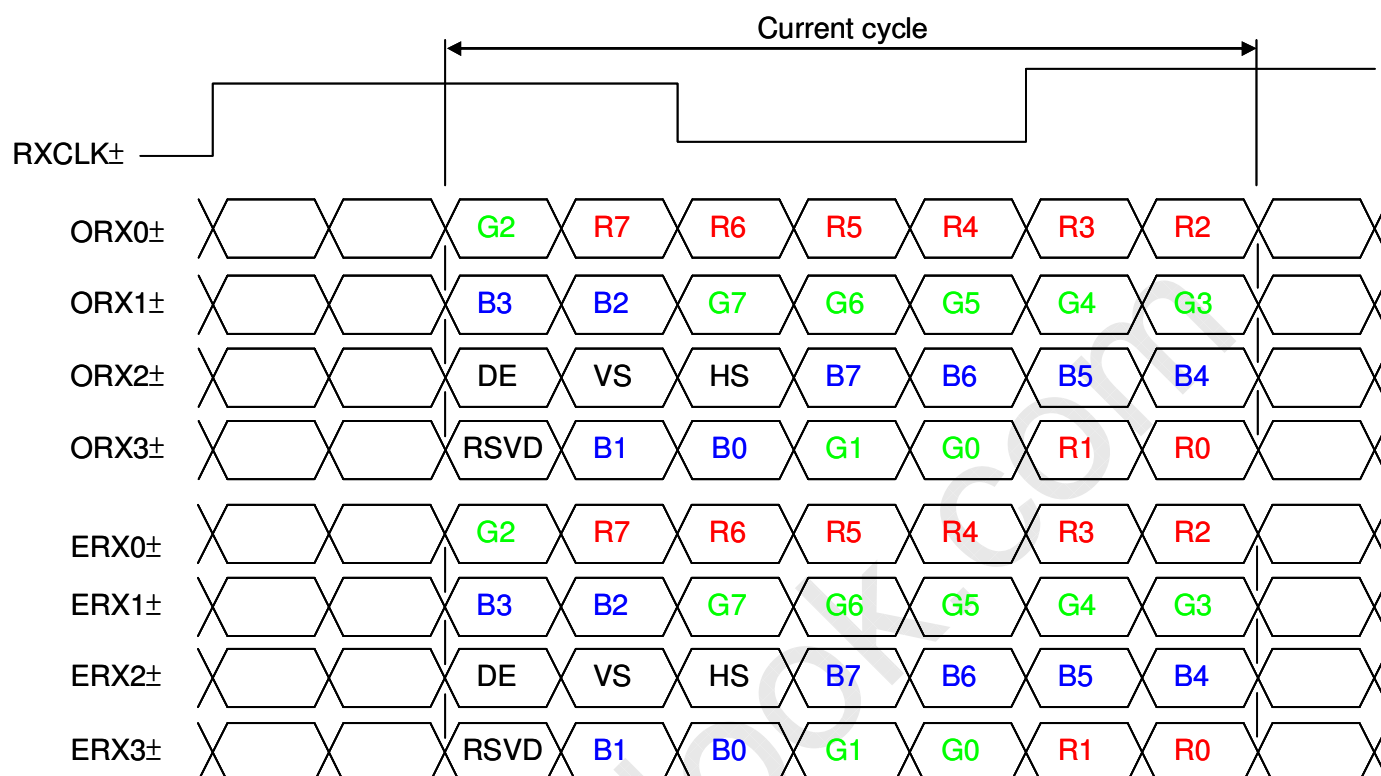 Current cycle
RXCLK±
ORX0± G2 R7 R6 R5 R4 R3 R2
ORX1± B3 B2 G7 G6 G5 G4 G3
ORX2± DE VS HS B7 B6 B5 B4
ORX3± RSVD B1 B0 G1 G0 R1 R0
ERX0± G2 R7 R6 R5 R4 R3 R2
ERX1± B3 B2 G7 G6 G5 G4 G3
ERX2± DE VS HS B7 B6 B5 B4
ERX3± RSVD B1 B0 G1 G0 R1 R0
look.com